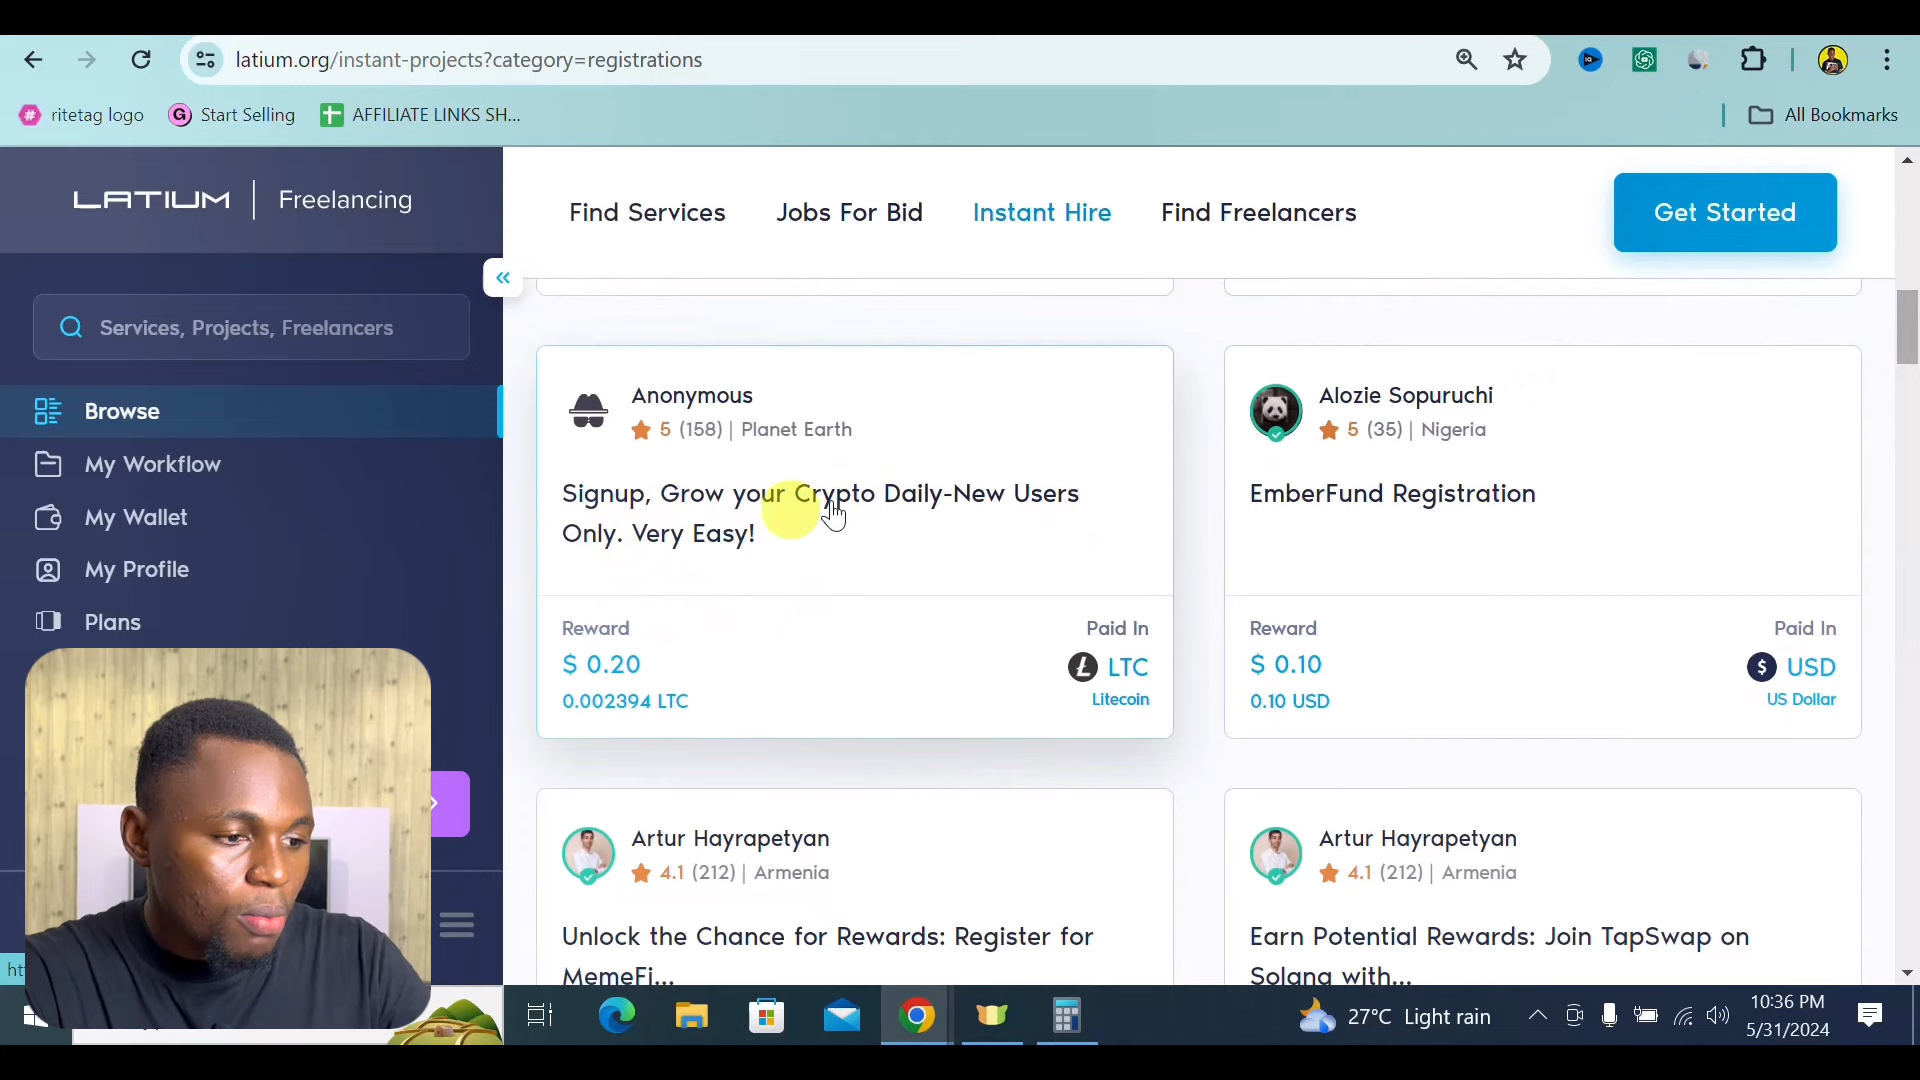 latium.org/instant-projects?category=registrations
ritetag logo
Start Selling
AFFILIATE LINKS SH...
All Bookmarks
LATIUM | Freelancing
Find Services
Jobs For Bid
Instant Hire
Find Freelancers
Get Started
Services, Projects, Freelancers
Browse
My Workflow
My Wallet
My Profile
Plans
Anonymous
5 (158) | Planet Earth
Signup, Grow your Crypto Daily-New Users
Only. Very Easy!
Reward
Paid In
$ 0.20
LTC
0.002394 LTC
Litecoin
Alozie Sopuruchi
5 (35) | Nigeria
EmberFund Registration
Reward
Paid In
$ 0.10
USD
0.10 USD
US Dollar
Artur Hayrapetyan
4.1 (212) | Armenia
Unlock the Chance for Rewards: Register for
MemeFi...
Artur Hayrapetyan
4.1 (212) | Armenia
Earn Potential Rewards: Join TapSwap on
Solana with...
27°C Light rain
10:36 PM
5/31/2024